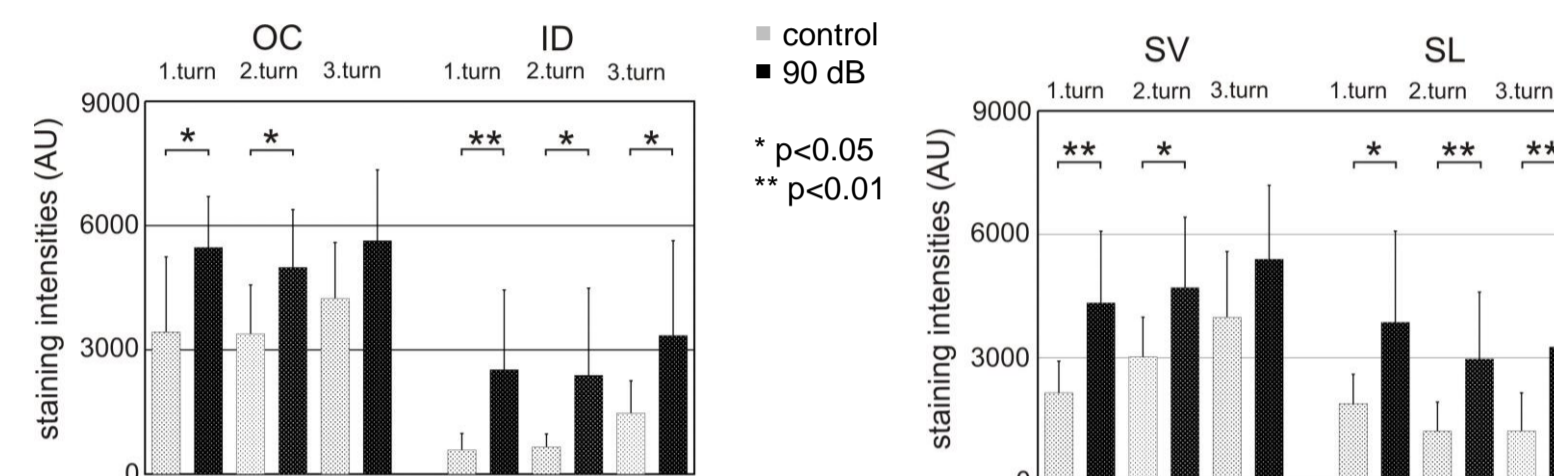 OC ID
1.turn 2.turn 3.turn 1.turn 2.turn 3.turn
9000
* * ** * *
6000
3000
0
staining intensities (AU)
control
90 dB
* p<0.05
** p<0.01
SV SL
1.turn 2.turn 3.turn 1.turn 2.turn 3.turn
9000
** * * ** **
6000
3000
staining intensities (AU)